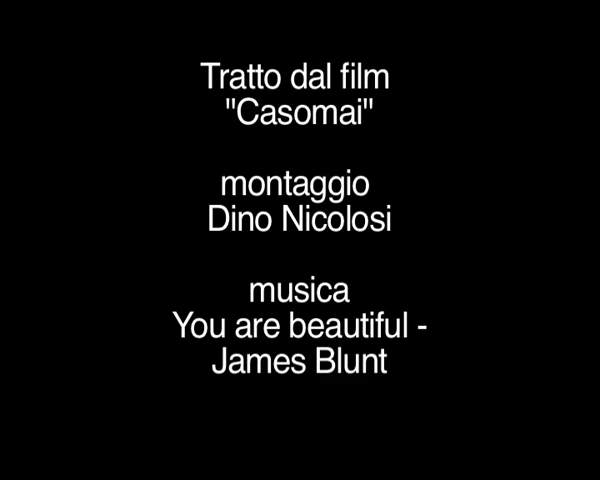 Tratto dal film
"Casomai"
montaggio
Dino Nicolosi
musica
You are beautiful -
James Blunt